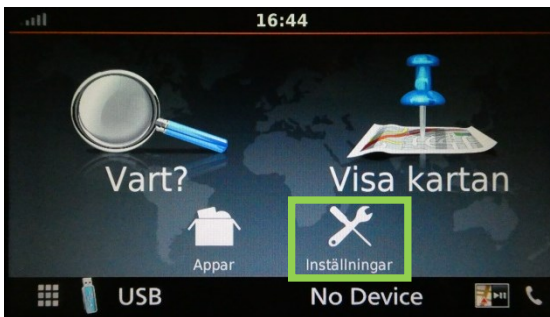 16:44
Vart?
Visa kartan
Appar
Inställningar
USB
No Device